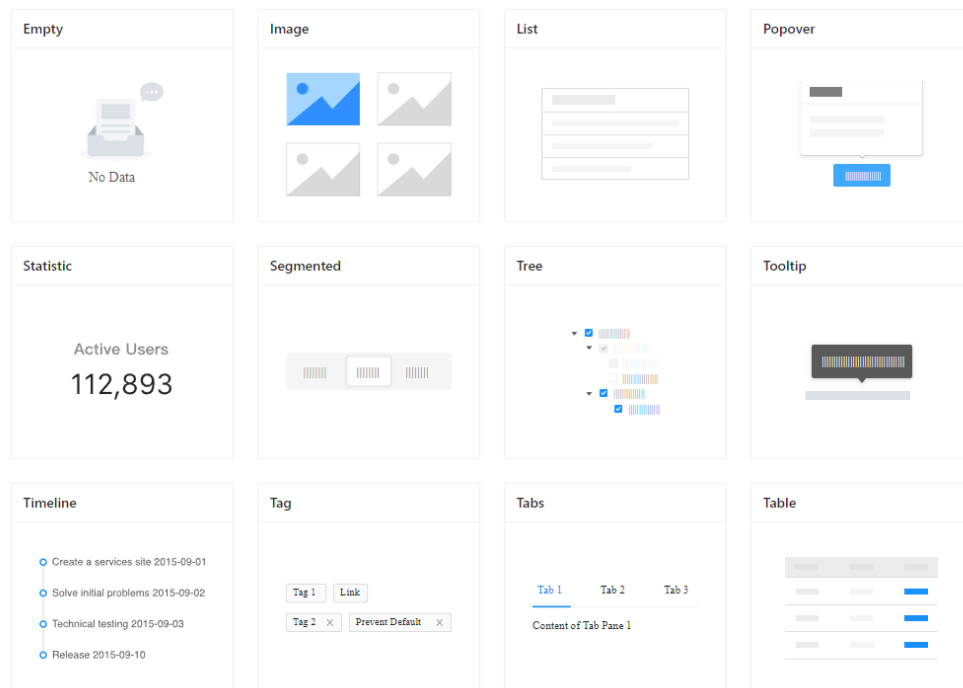 Empty
Image
List
Popover
No Data
Statistic
Segmented
Tree
Tooltip
Active Users
112,893
Timeline
Tag
Tabs
Table
Create a services site 2015-09-01
Solve initial problems 2015-09-02
Technical testing 2015-09-03
Release 2015-09-10
Tag 1
Link
Tag 2
Prevent Default
Tab 1
Tab 2
Tab 3
Content of Tab Pane 1